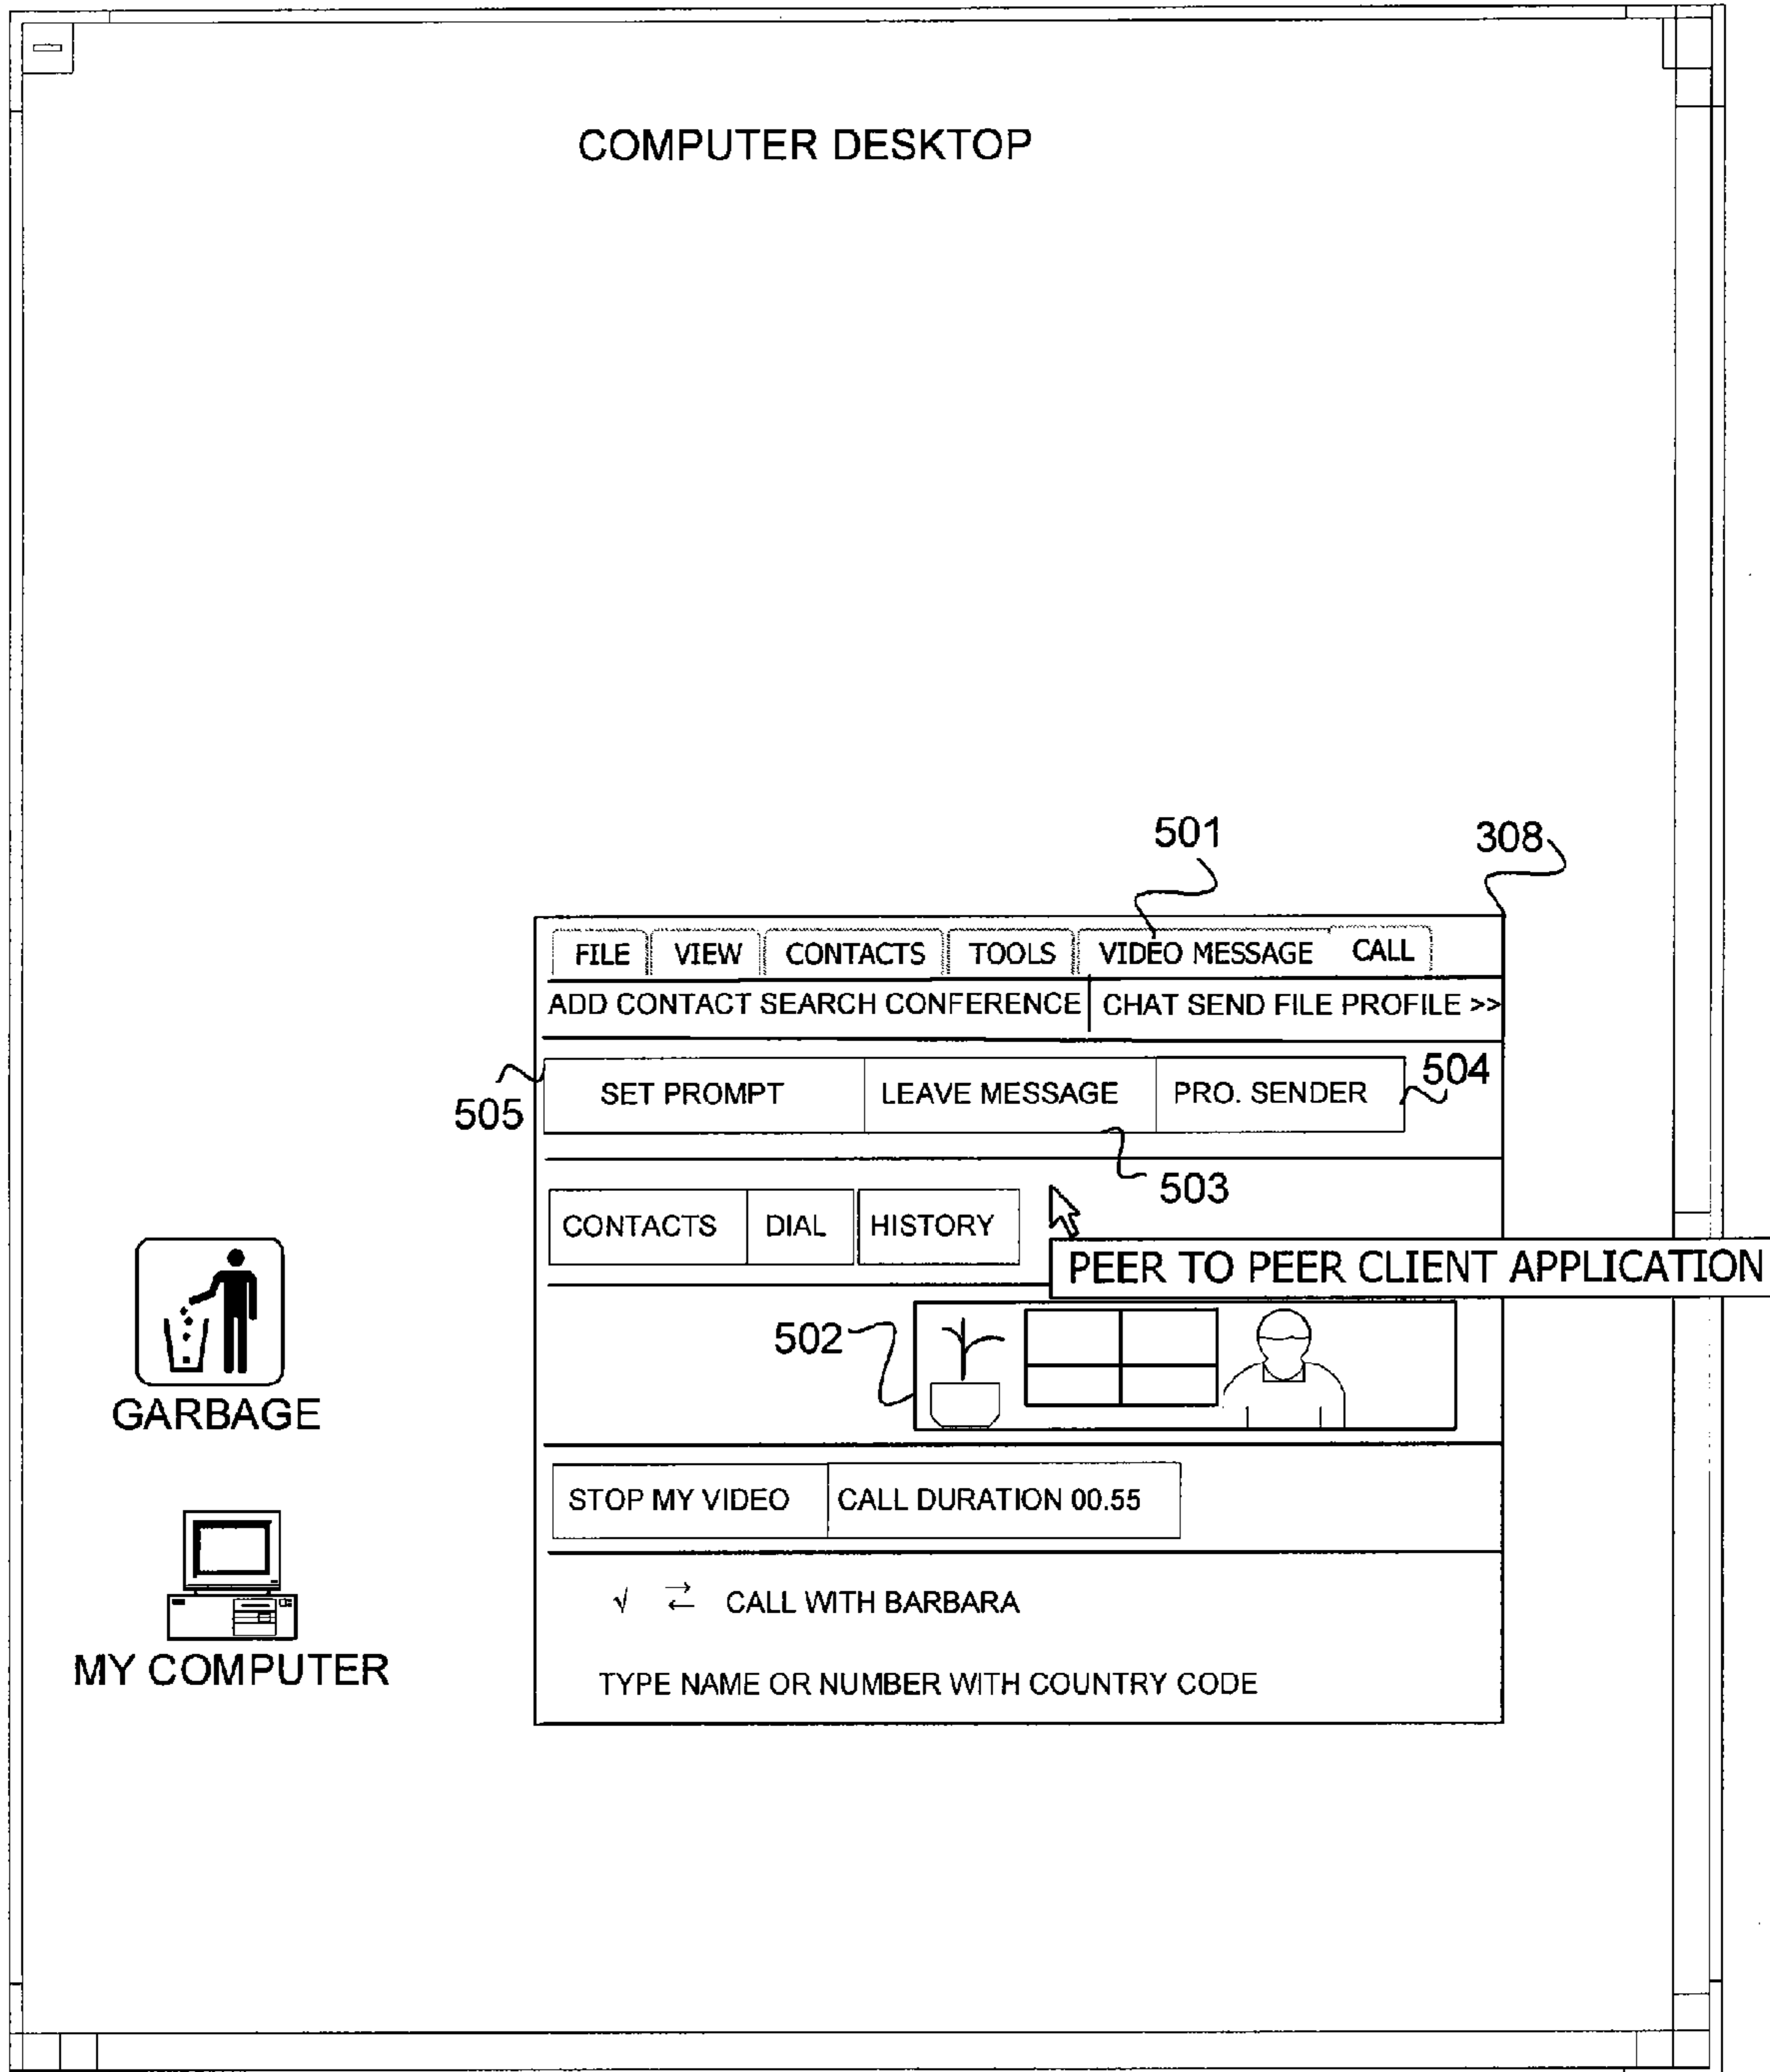 COMPUTER DESKTOP
501
308
FILE VIEW CONTACTS TOOLS VIDEO MESSAGE CALL
ADD CONTACT SEARCH CONFERENCE CHAT SEND FILE PROFILE >>
505
SET PROMPT LEAVE MESSAGE PRO. SENDER
504
503
CONTACTS DIAL HISTORY
PEER TO PEER CLIENT APPLICATION
502
GARBAGE
STOP MY VIDEO CALL DURATION 00.55
√ ⇄ CALL WITH BARBARA
MY COMPUTER
TYPE NAME OR NUMBER WITH COUNTRY CODE